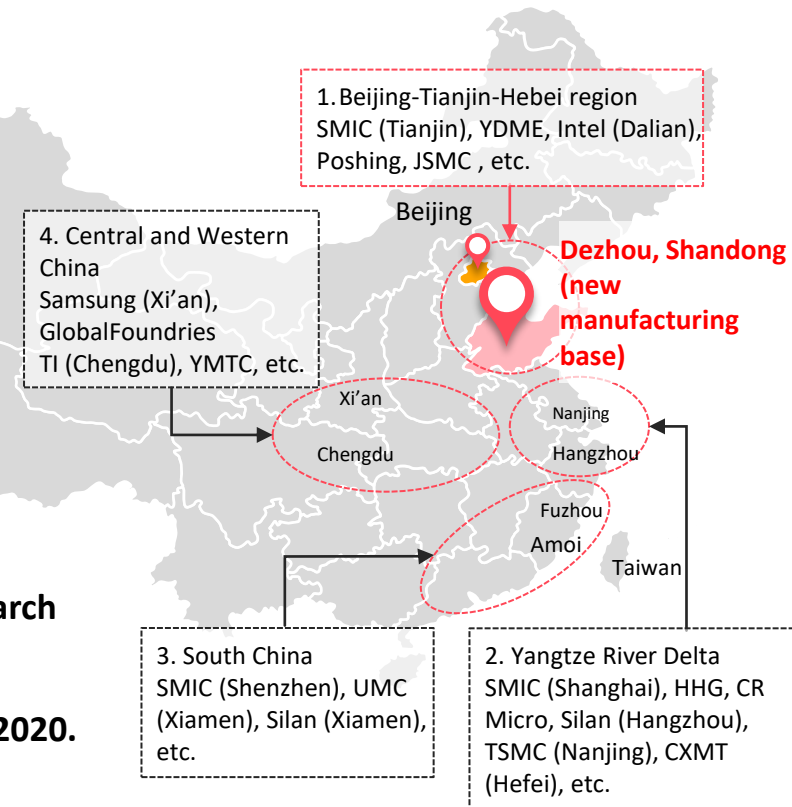 1.Beijing-Tianjin-Hebei region
SMIC (Tianjin), YDME, Intel (Dalian),
Poshing, JSMC , etc.
Beijing
4. Central and Western
China
Samsung (Xi’an),
GlobalFoundries
TI (Chengdu), YMTC, etc.
Dezhou, Shandong
(new
manufacturing
base)
Xi’an
Nanjing
Chengdu
Hangzhou
Fuzhou
Amoi
Taiwan
arch
2020.
3. South China
SMIC (Shenzhen), UMC
(Xiamen), Silan (Xiamen),
etc.
2. Yangtze River Delta
SMIC (Shanghai), HHG, CR
Micro, Silan (Hangzhou),
TSMC (Nanjing), CXMT
(Hefei), etc.